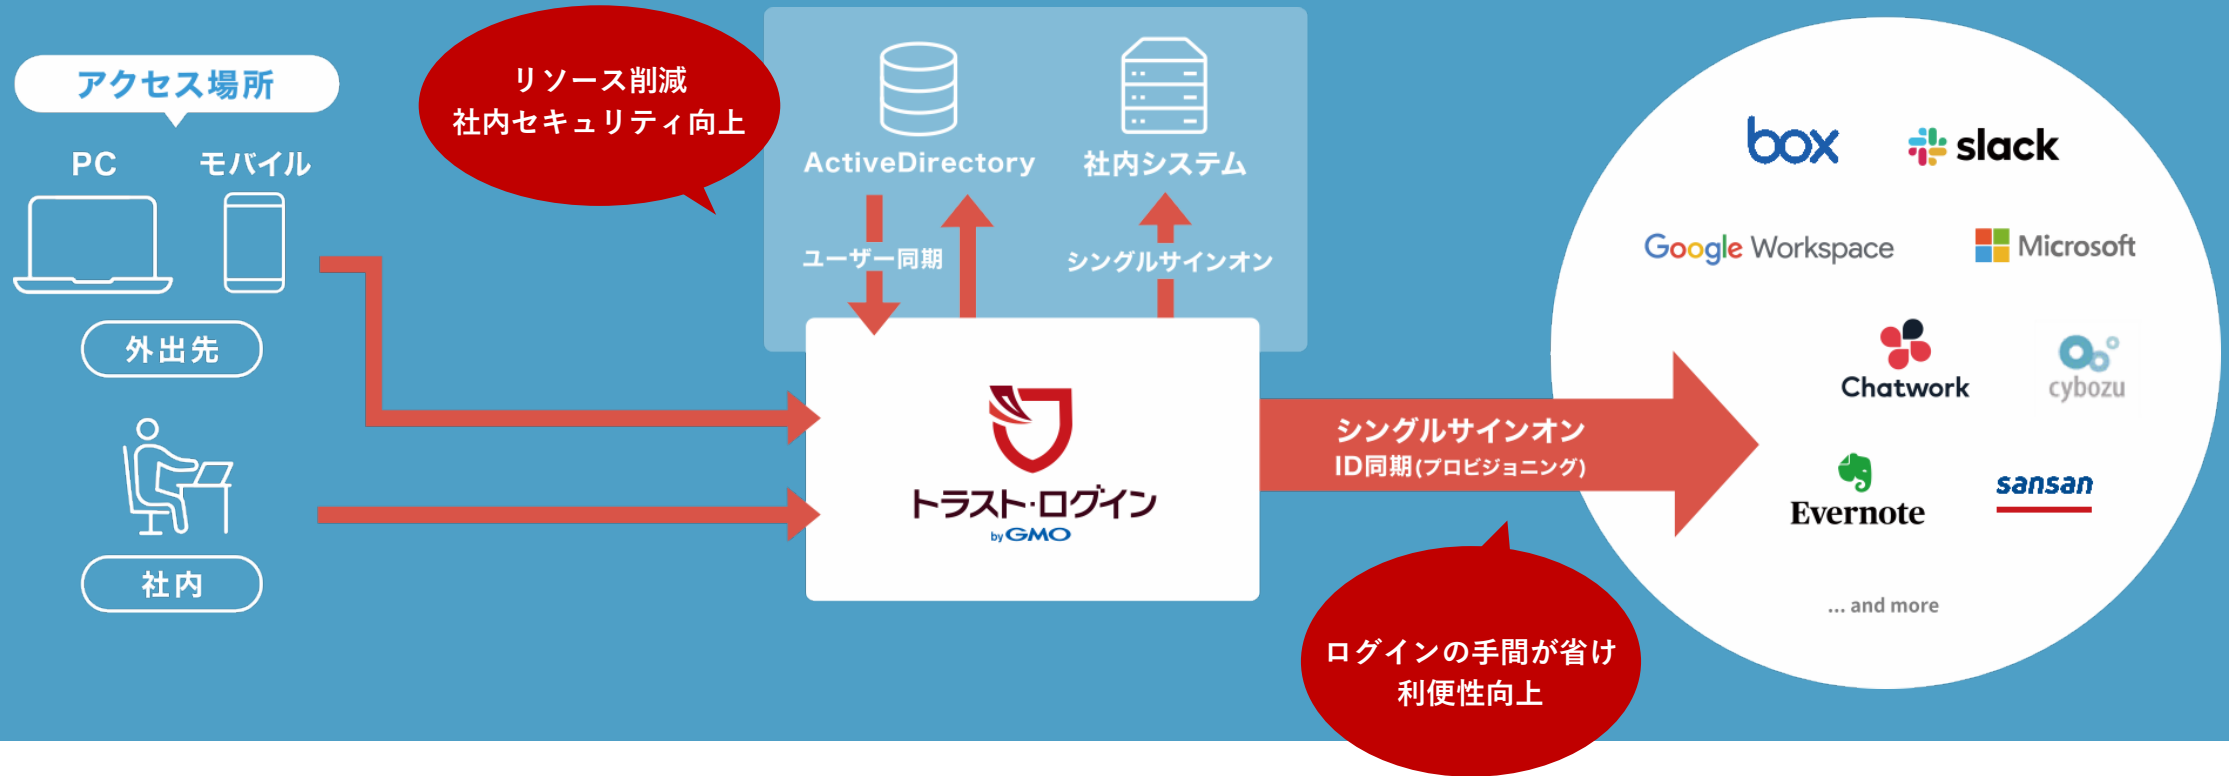 アクセス場所
PC
モバイル
外出先
社内
リソース削減
社内セキュリティ向上
ActiveDirectory
社内システム
ユーザー同期
シングルサインオン
トラスト・ログイン
by GMO
シングルサインオン
ID同期(プロビジョニング)
ログインの手間が省け
利便性向上
box
slack
Google Workspace
Microsoft
Chatwork
cybozu
Evernote
sansan
... and more